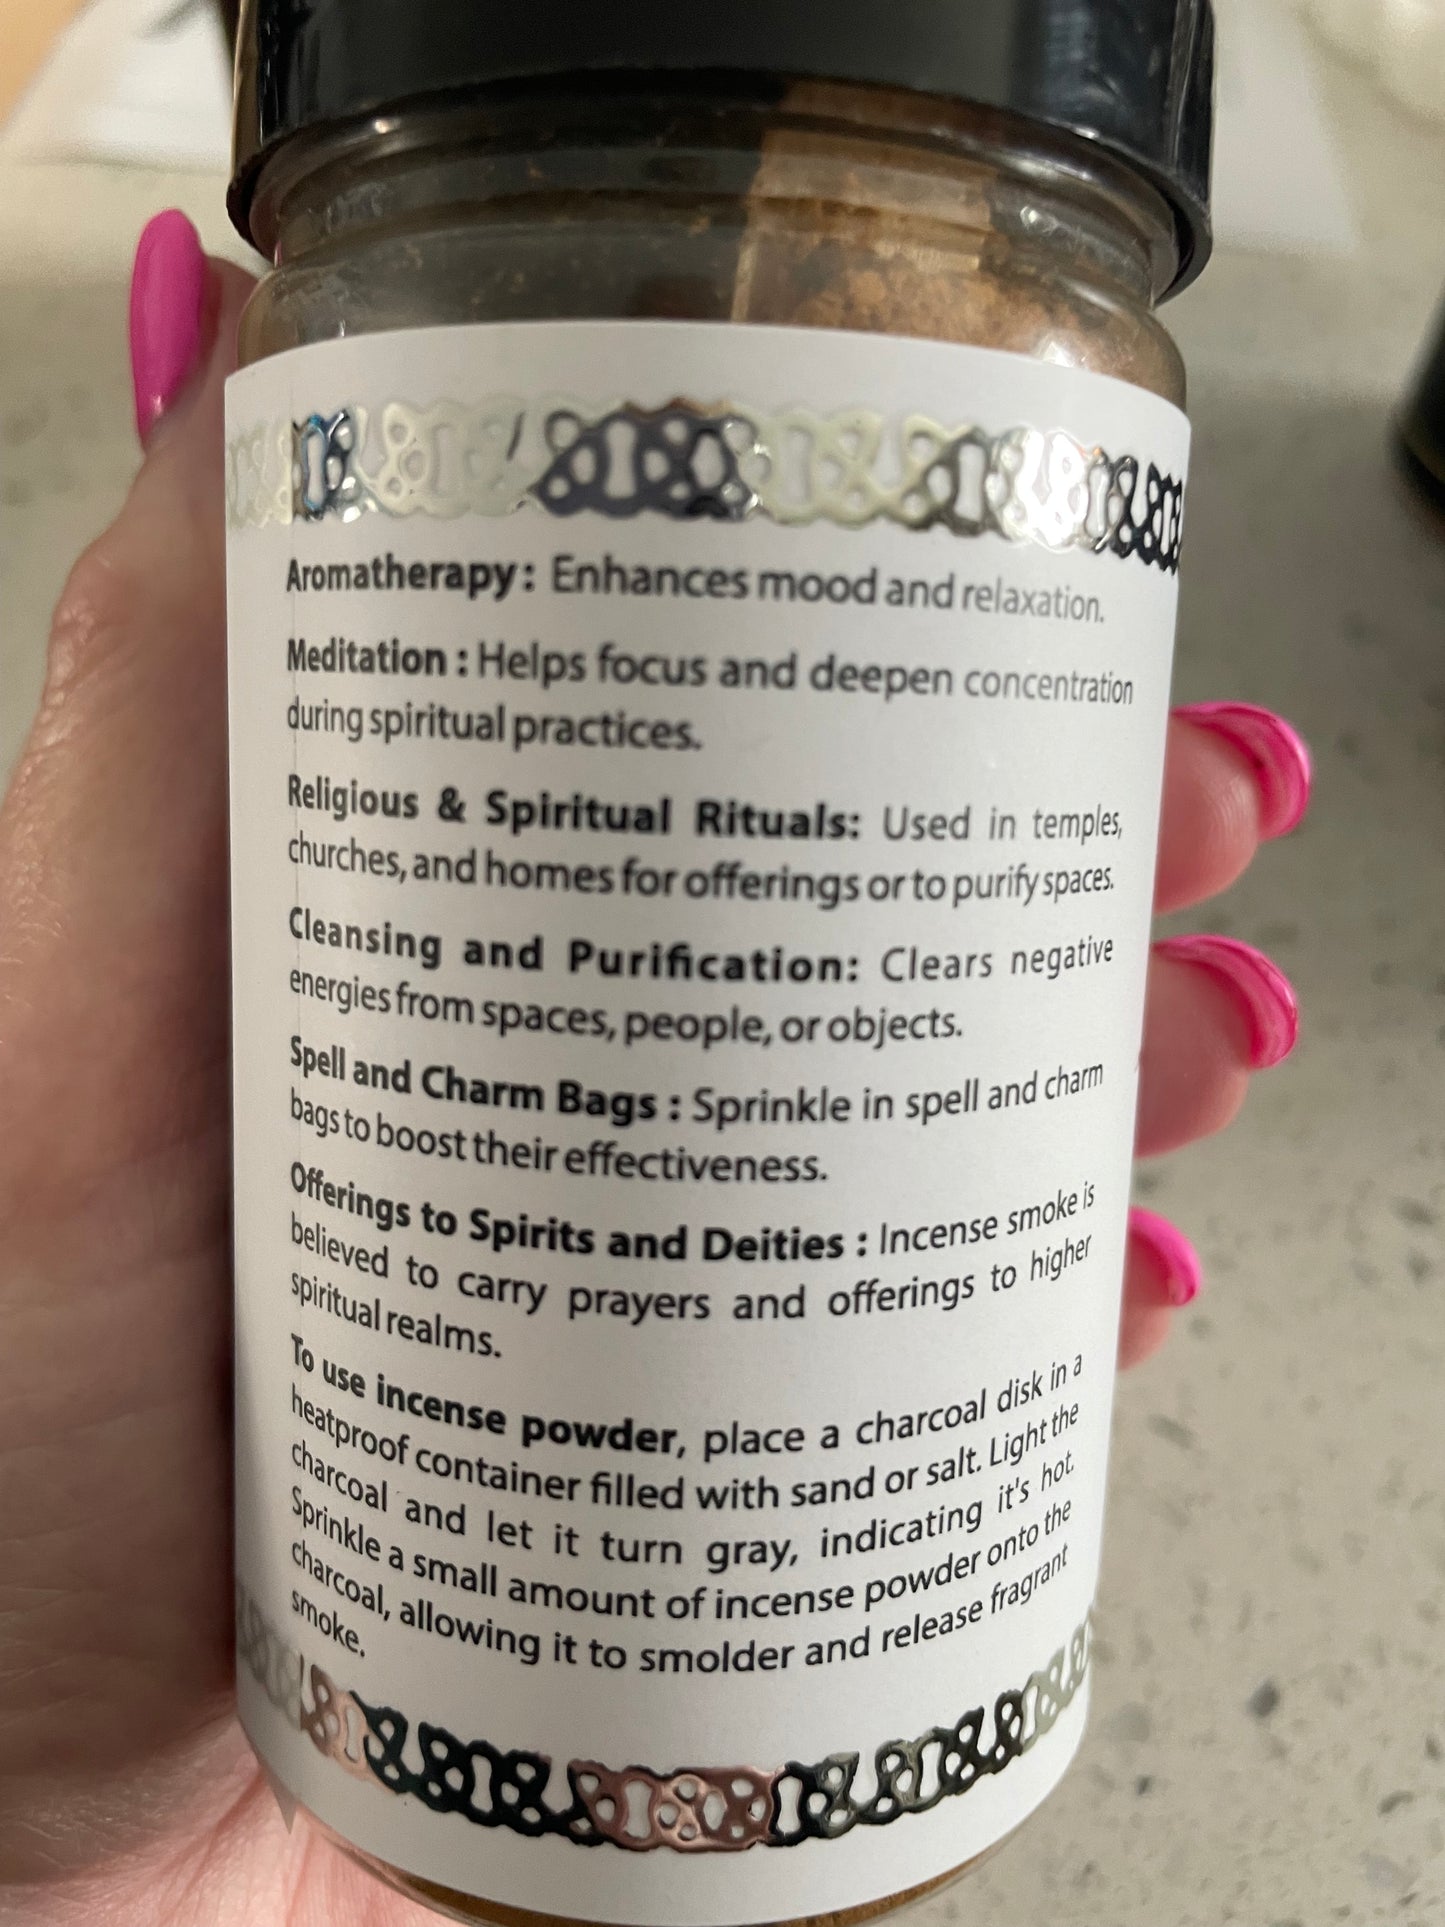 Aromatherapy : Enhances mood and relaxation.
Meditation : Helps focus and deepen concentration
during spiritual practices.
Religious & Spiritual Rituals: Used in temples,
churches, and homes for offerings or to purify spaces.
Cleansing and Purification: Clears negative
energies from spaces, people, or objects.
Spell and Charm Bags : Sprinkle in spell and charm
bags to boost their effectiveness.
Offerings to Spirits and Deities : Incense smoke is
believed to carry prayers and offerings to higher
spiritual realms.
To use incense powder, place a charcoal disk in a
heatproof container filled with sand or salt. Light the
charcoal and let it turn gray, indicating it's hot.
Sprinkle a small amount of incense powder onto the
charcoal, allowing it to smolder and release fragrant
smoke.